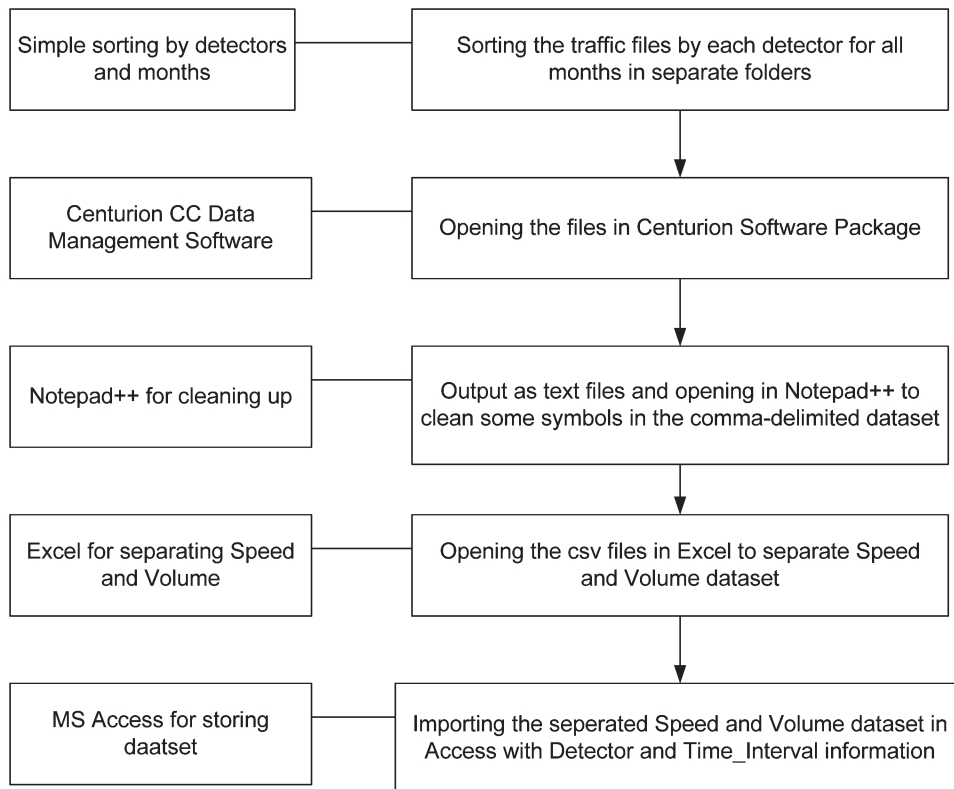 Simple sorting by detectors
and months
Sorting the traffic files by each detector for all
months in separate folders
Centurion CC Data
Management Software
Opening the files in Centurion Software Package
Notepad++ for cleaning up
Output as text files and opening in Notepad++ to
clean some symbols in the comma-delimited dataset
Excel for separating Speed
and Volume
Opening the csv files in Excel to separate Speed
and Volume dataset
MS Access for storing
daatset
Importing the seperated Speed and Volume dataset in
Access with Detector and Time_Interval information